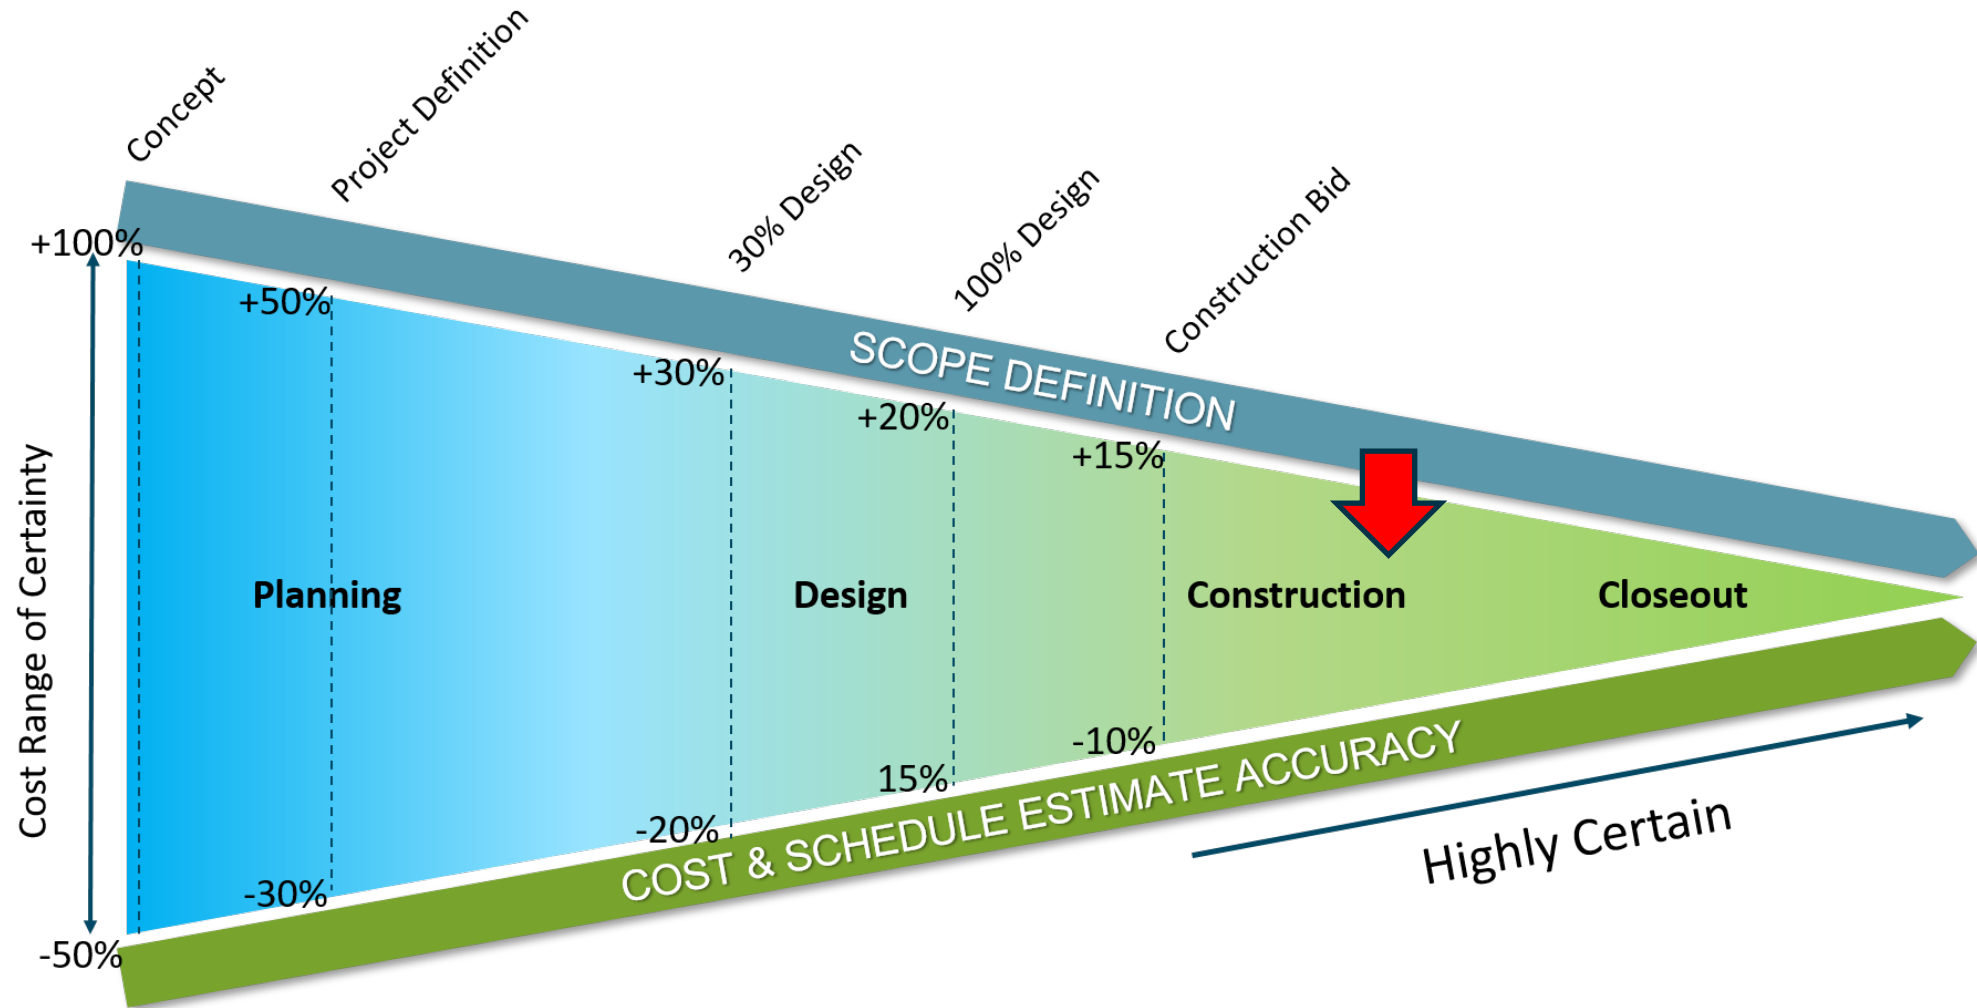 Concept
Project Definition
30% Design
100% Design
Construction Bid
+100%
+50%
+30%
+20%
+15%
SCOPE DEFINITION
Cost Range of Certainty
Planning
Design
Construction
Closeout
-10%
15%
-20%
-30%
-50%
COST & SCHEDULE ESTIMATE ACCURACY
Highly Certain